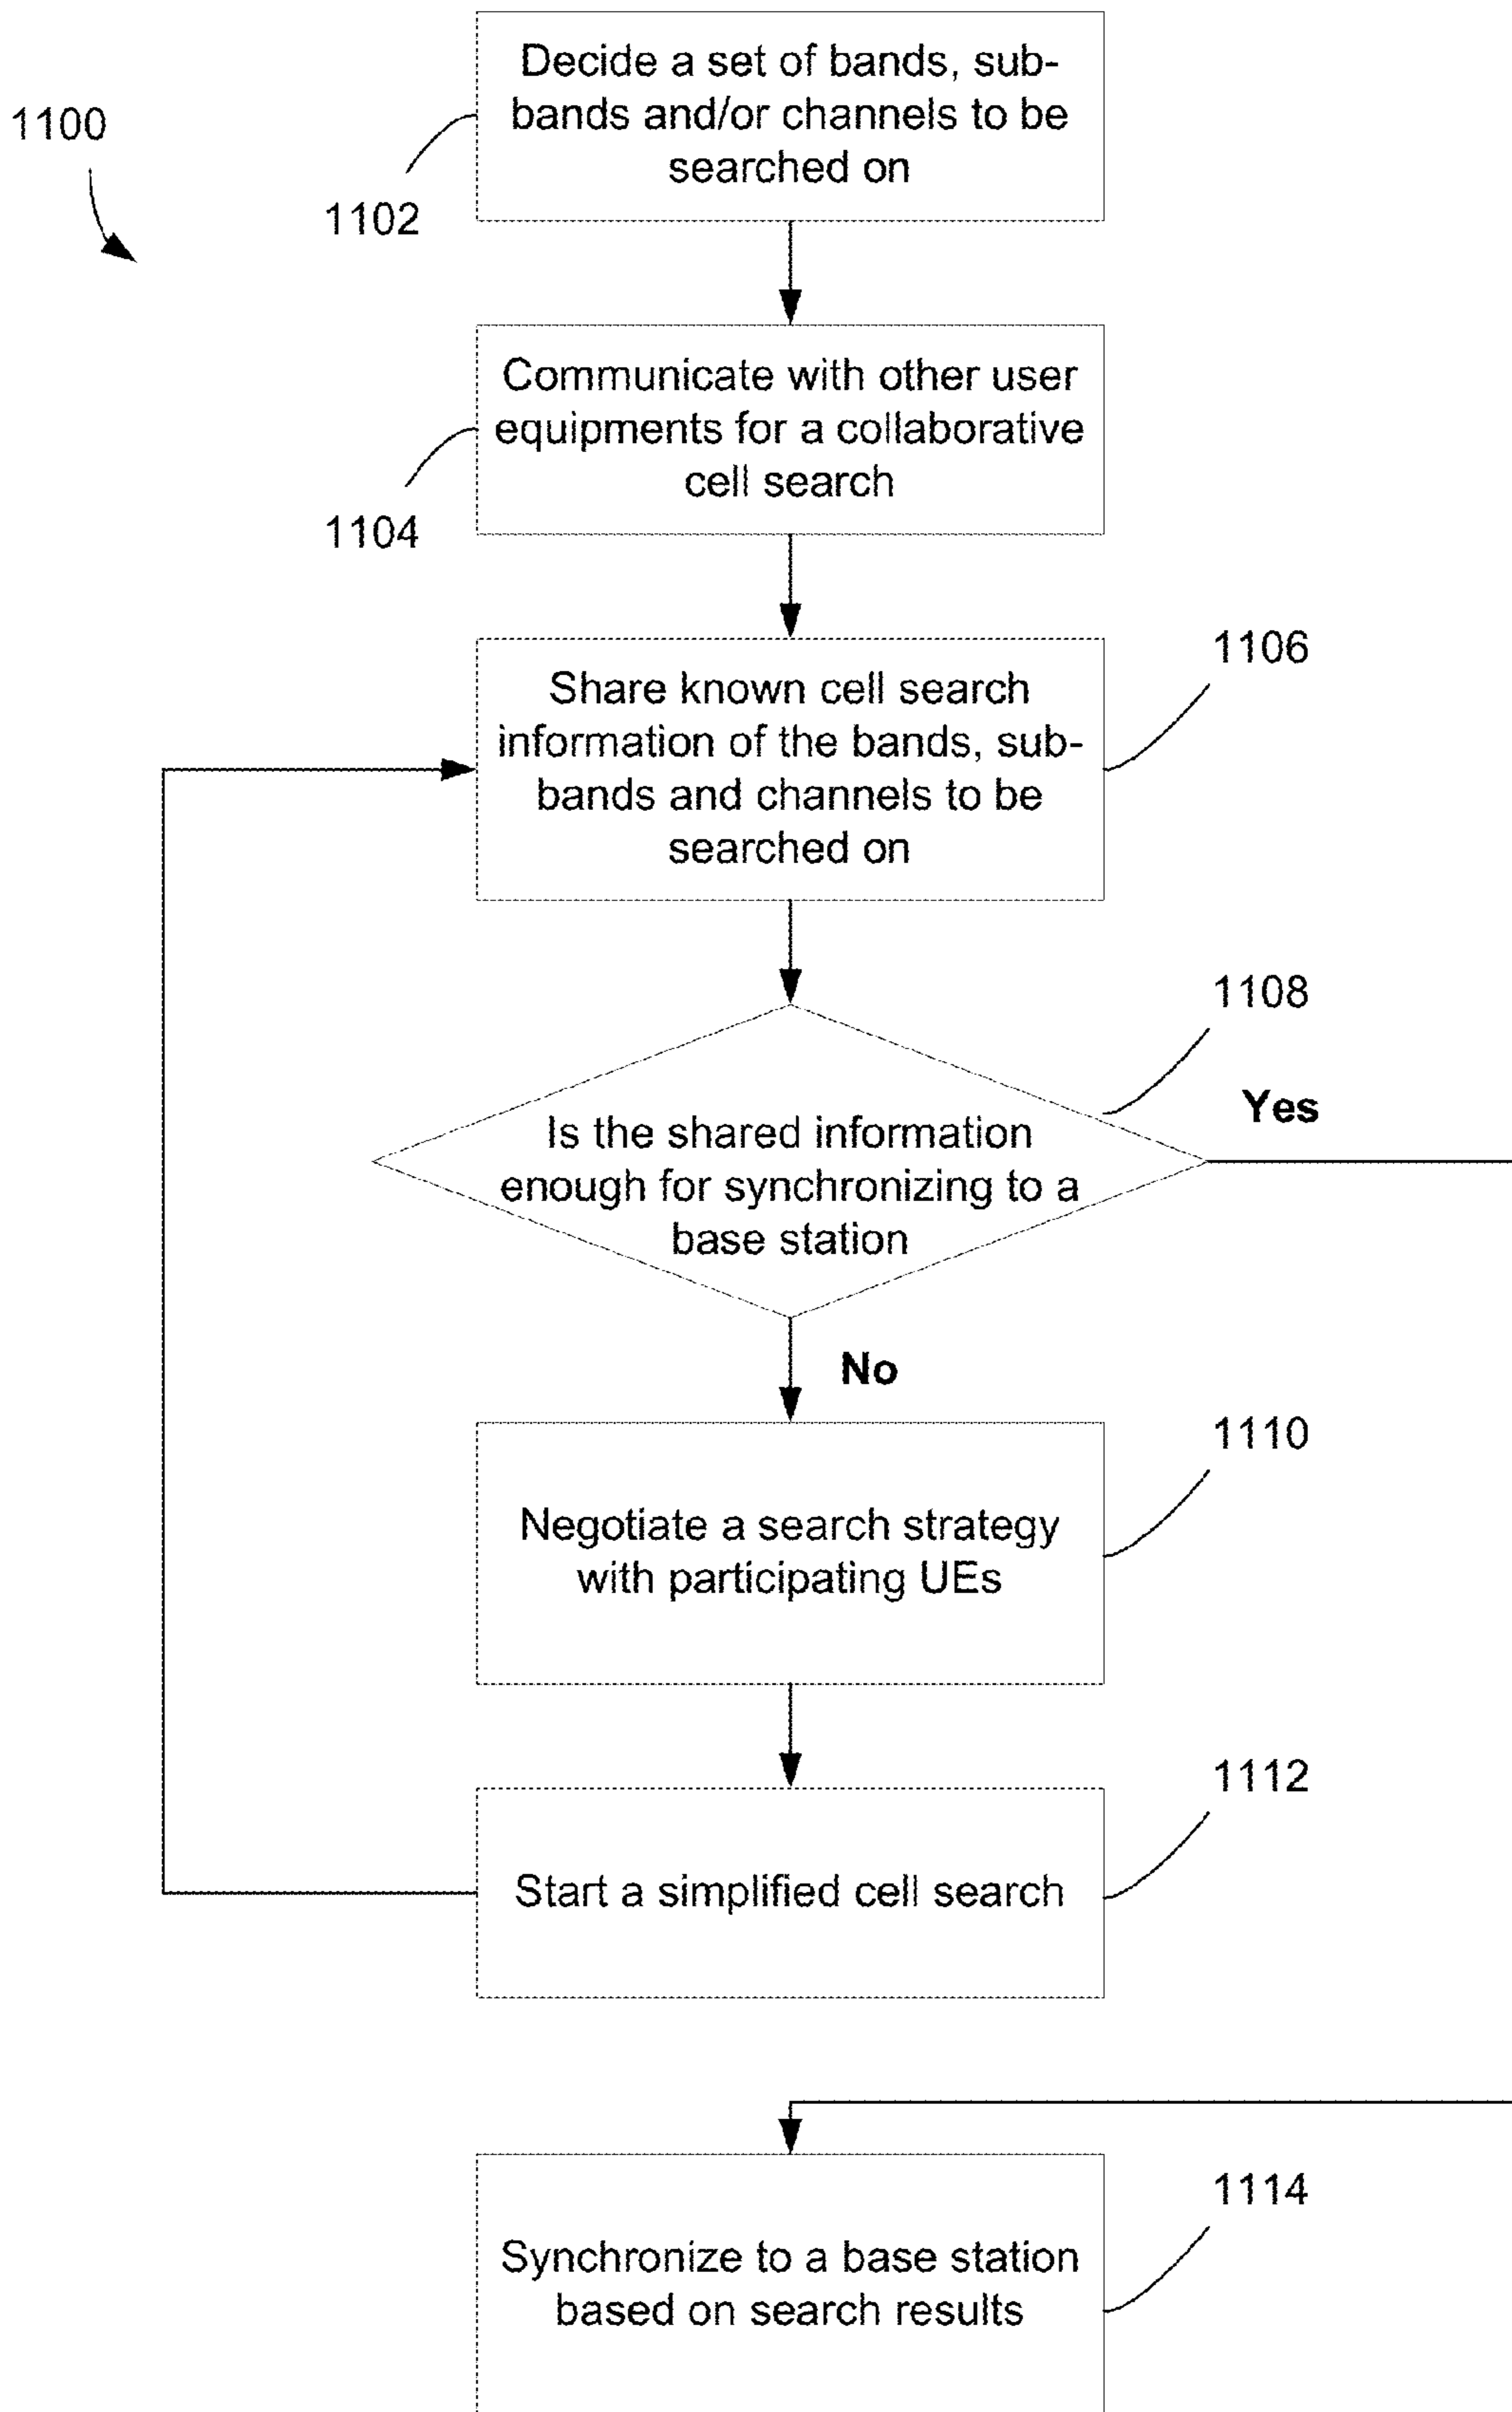 Decide a set of bands, sub-
bands and/or channels to be
searched on
1100
1102
Communicate with other user
equipments for a collaborative
cell search
1104
1106
Share known cell search
information of the bands, sub-
bands and channels to be
searched on
1108
Yes
Is the shared information
enough for synchronizing to a
base station
No
1110
Negotiate a search strategy
with participating UEs
1112
Start a simplified cell search
1114
Synchronize to a base station
based on search results